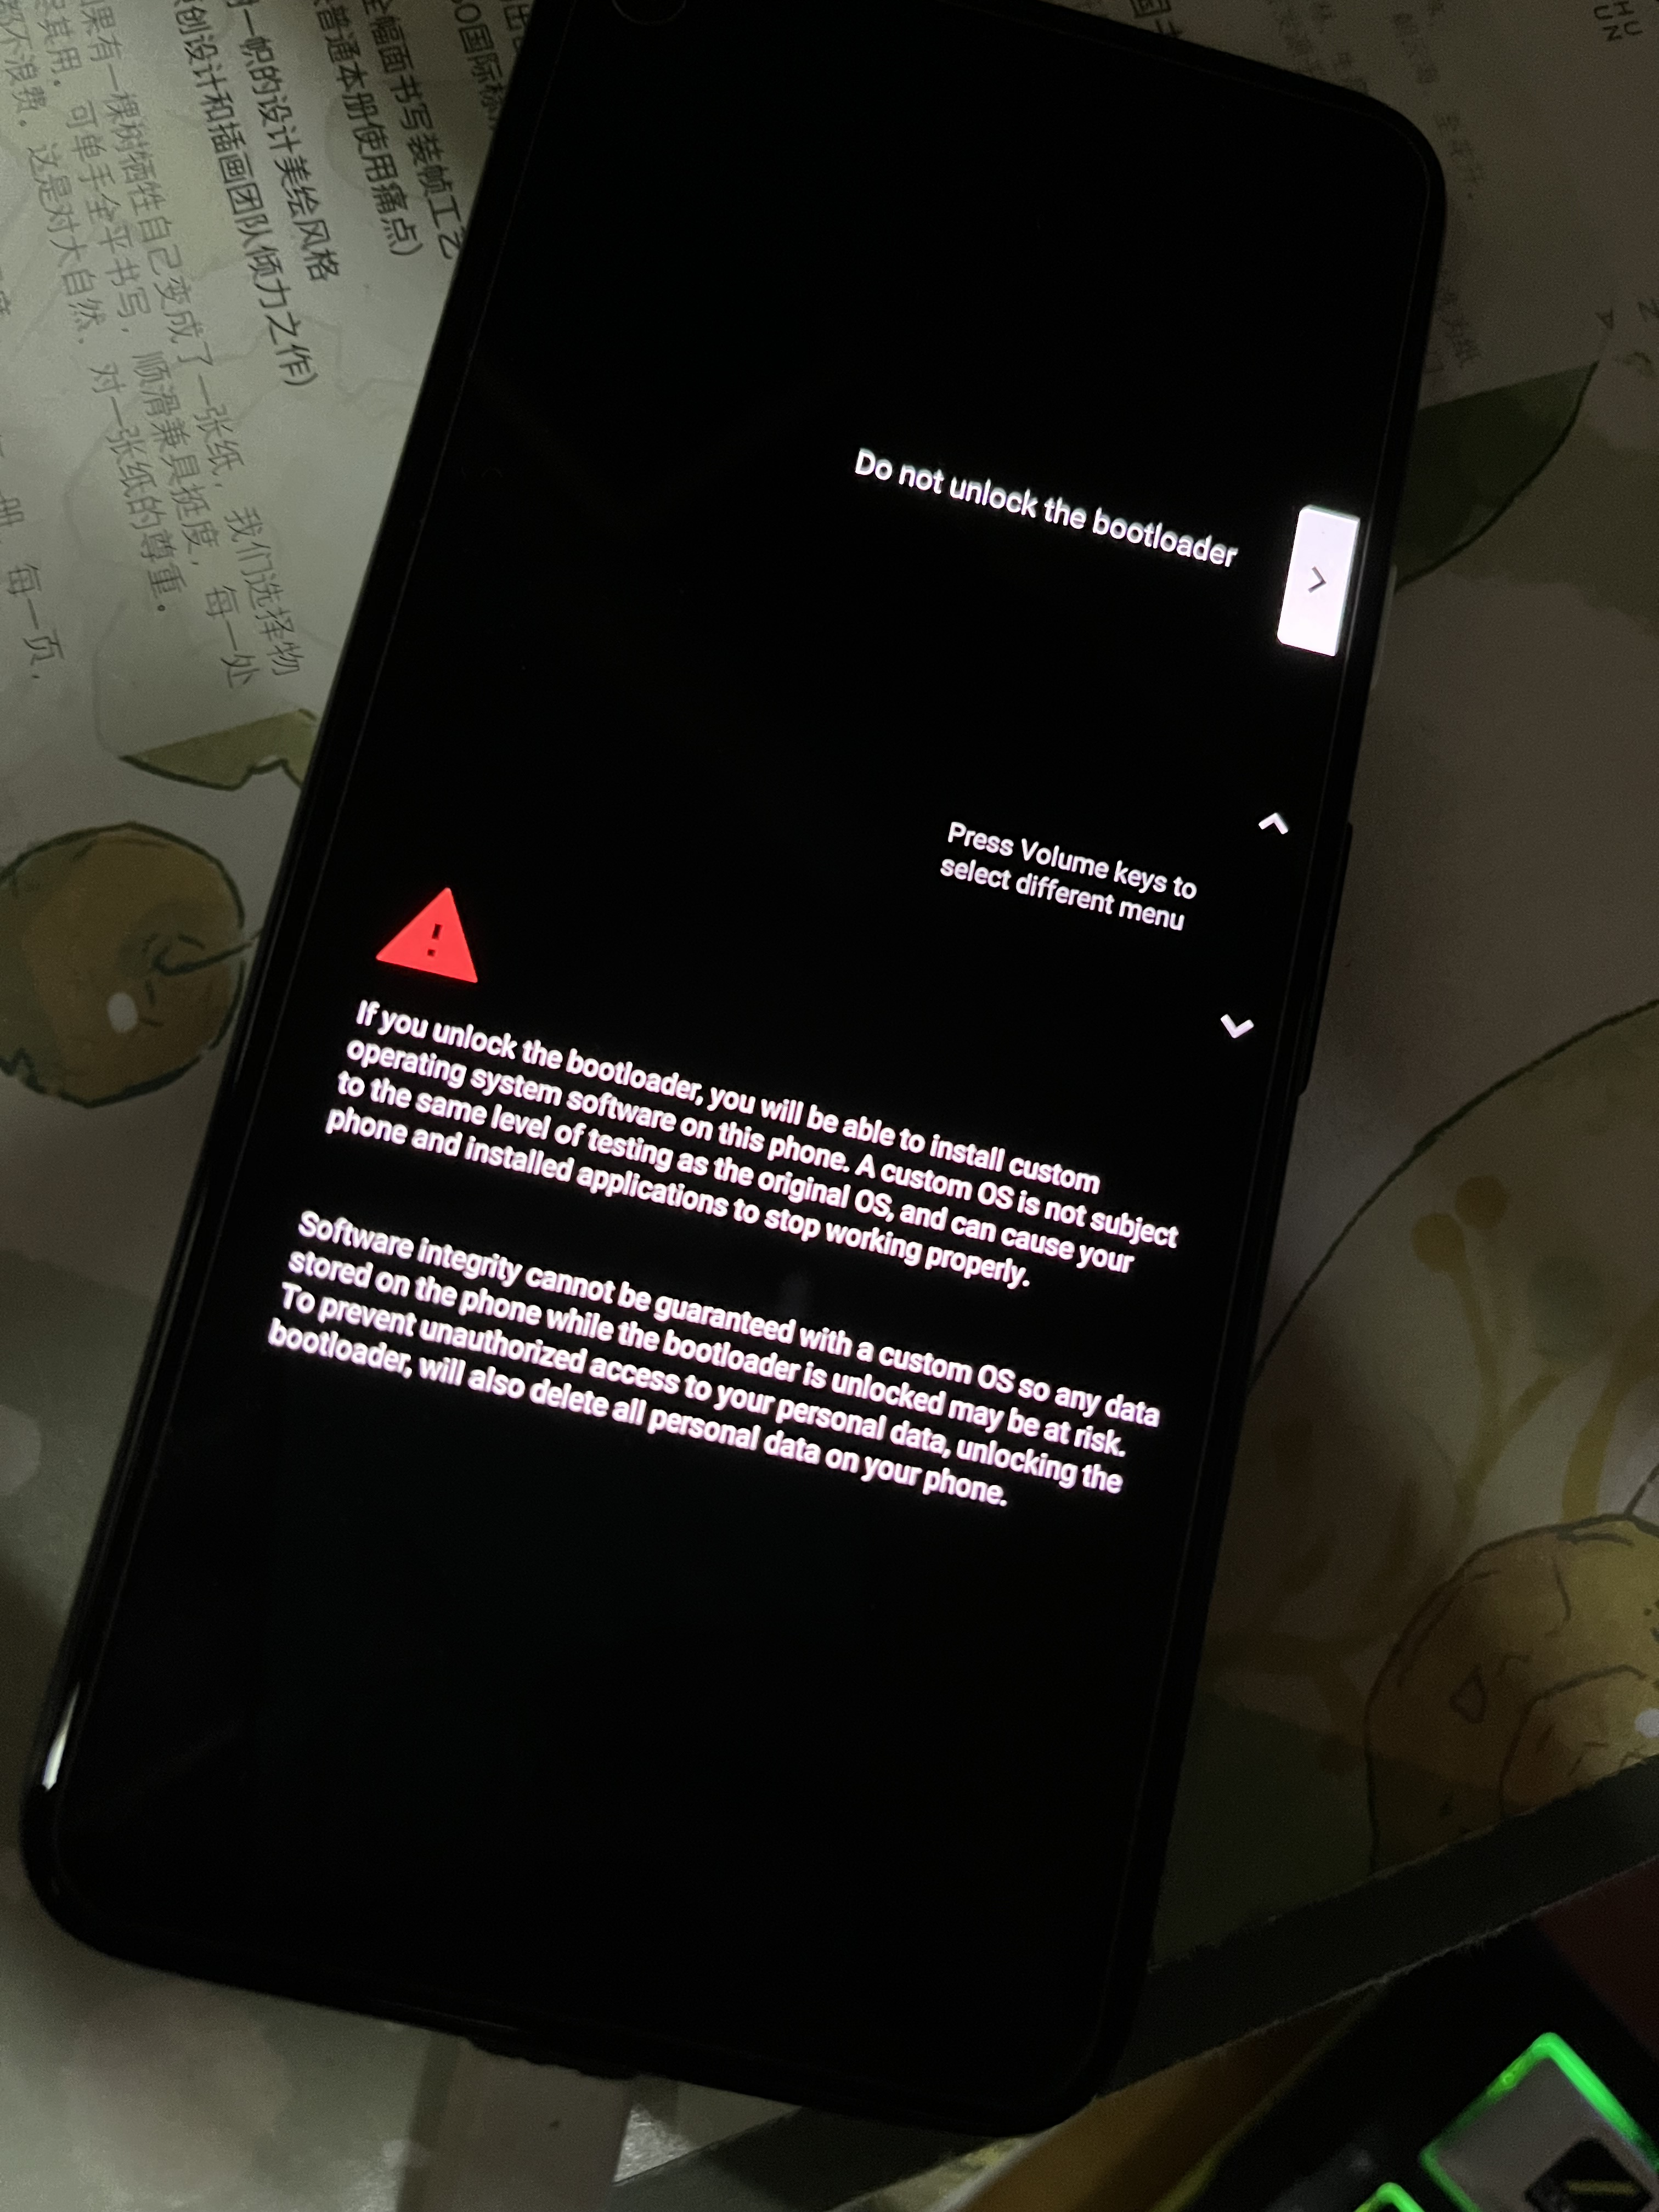 Do not unlock the bootloader
Press Volume keys to
select different menu
If you unlock the bootloader, you will be able to install custom
operating system software on this phone. A custom OS is not subject
to the same level of testing as the original OS, and can cause your
phone and installed applications to stop working properly.
Software integrity cannot be guaranteed with a custom OS so any data
stored on the phone while the bootloader is unlocked may be at risk.
To prevent unauthorized access to your personal data, unlocking the
bootloader, will also delete all personal data on your phone.
全幅面书写装帧工艺
普通本册使用痛点）
一帜的设计美绘风格
创设计和插画团队倾力之作）
果有一棵树牺牲自己变成了一张纸，我们选择物
其用。可单手全平书写，顺滑兼具挺度，每一处
都不浪费。这是对大自然，对一张纸的尊重。
册，每一页，
HU
UN